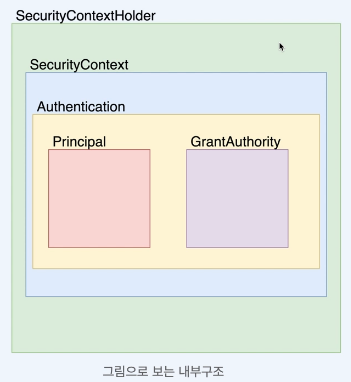 SecurityContextHolder
SecurityContext
Authentication
Principal
GrantAuthority
그림으로 보는 내부구조